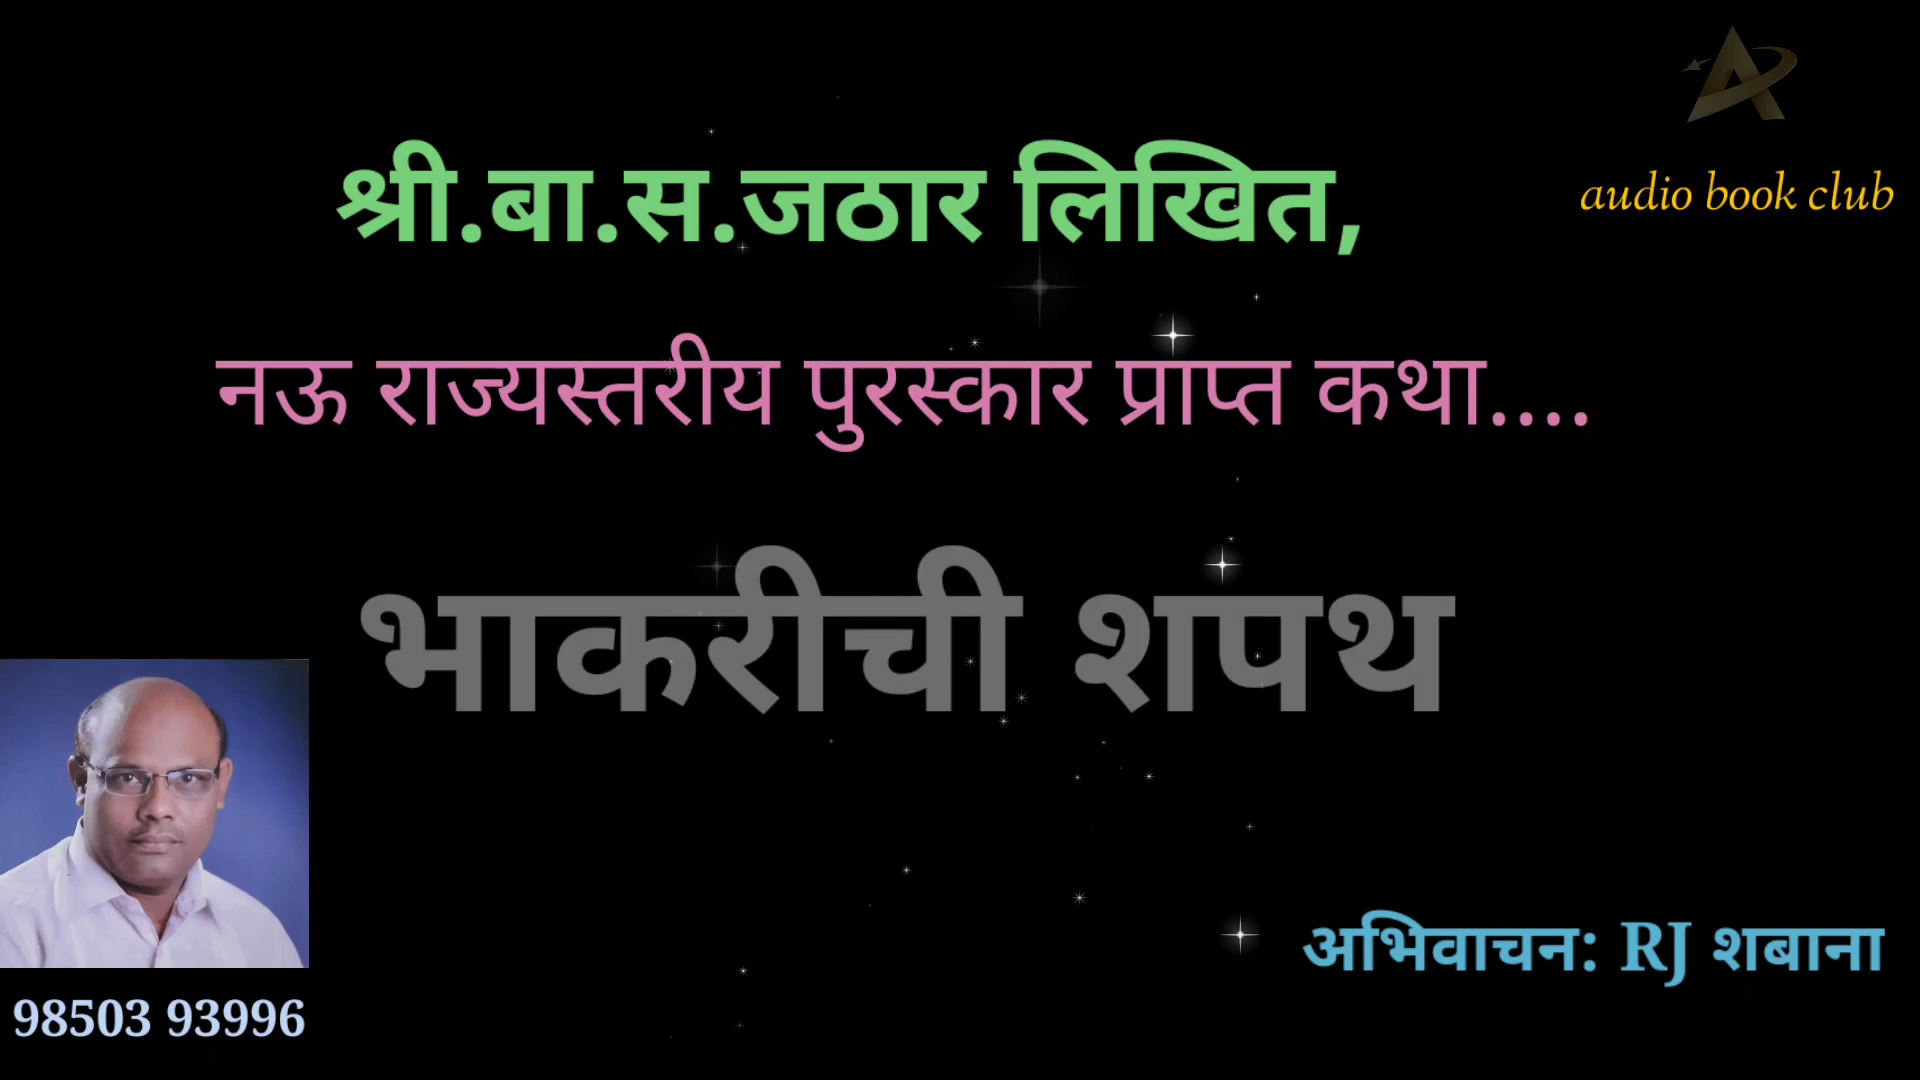 audio book club
श्री.बा.स.जठार लिखित,
नऊ राज्यस्तरीय पुरस्कार प्राप्त कथा....
भाकरीची शपथ
अभिवाचन: RJ शबाना
98503 93996